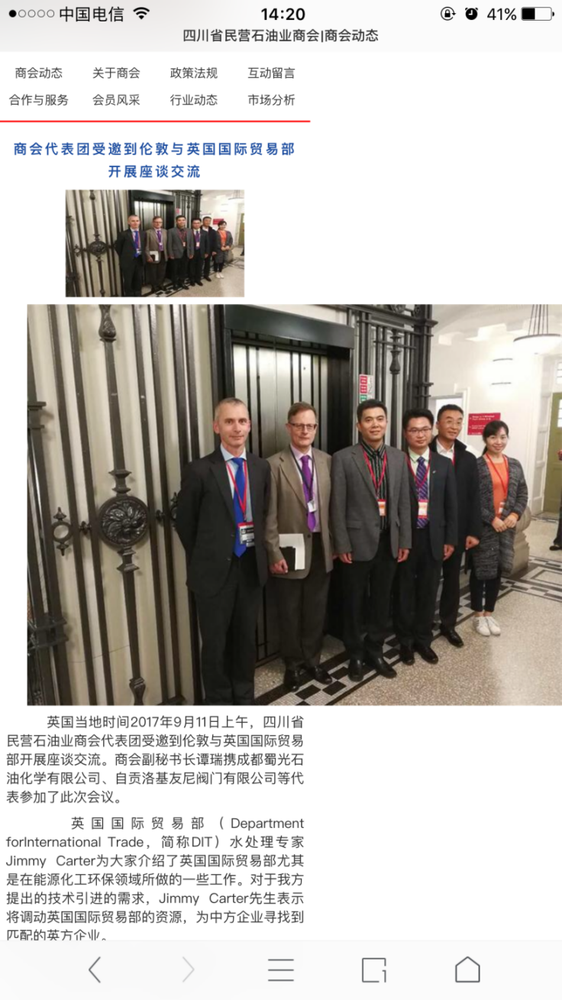 中国电信 14:20 41%
四川省民营石油业商会|商会动态
商会动态 关于商会 政策法规 互动留言
合作与服务 会员风采 行业动态 市场分析
商会代表团受邀到伦敦与英国国际贸易部
开展座谈交流
英国当地时间2017年9月11日上午，四川省
民营石油业商会代表团受邀到伦敦与英国国际贸易
部开展座谈交流。商会副秘书长谭瑞携成都蜀光石
油化学有限公司、自贡洛基友尼阀门有限公司等代
表参加了此次会议。
英国国际贸易部（Department
forInternational Trade，简称DIT）水处理专家
Jimmy Carter为大家介绍了英国国际贸易部尤其
是在能源化工环保领域所做的一些工作。对于我方
提出的技术引进的需求，Jimmy Carter先生表示
将调动英国国际贸易部的资源，为中方企业寻找到
匹配的英方企业。
1